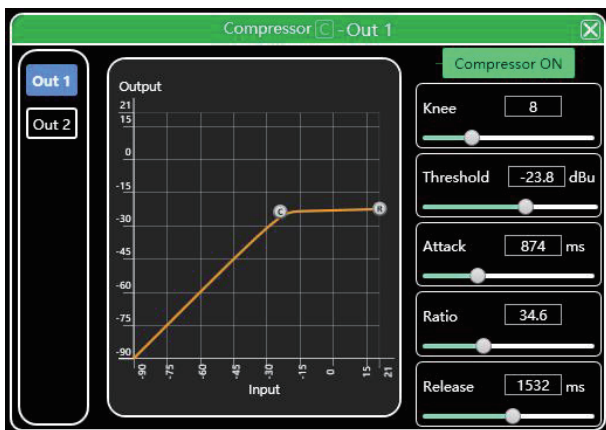 Compressor C -Out 1
Out 1
Out 2
Output
21
15
0
-15
-30
-45
-60
-75
-90
C
R
-90 -75 -60 -45 -30 -15 0 15 21
Input
Compressor ON
Knee 8
Threshold -23.8 dBu
Attack 874 ms
Ratio 34.6
Release 1532 ms